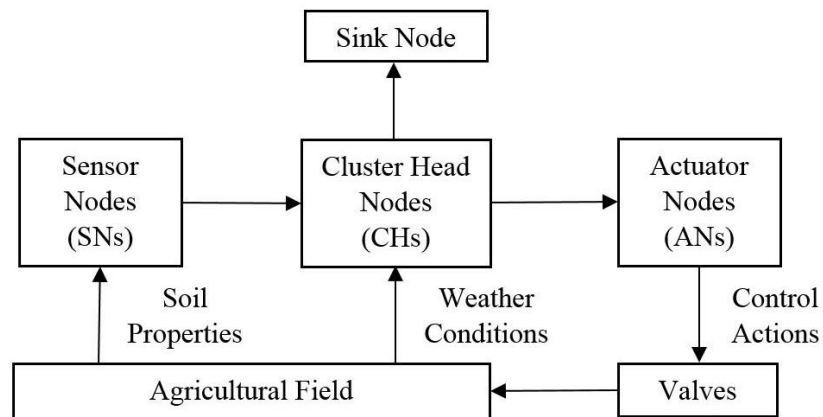 Sink Node
Sensor
Nodes
(SNs)
Cluster Head
Nodes
(CHs)
Actuator
Nodes
(ANs)
Soil
Properties
Weather
Conditions
Control
Actions
Agricultural Field
Valves